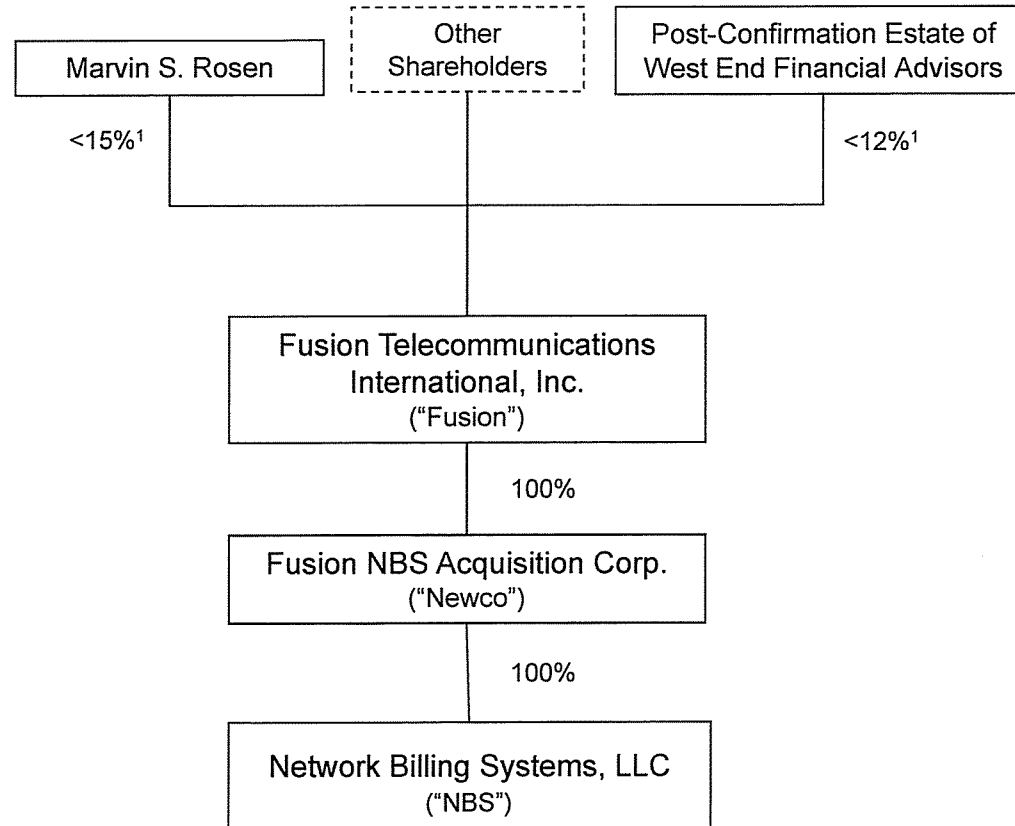 Marvin S. Rosen
Other
Shareholders
Post-Confirmation Estate of
West End Financial Advisors
<15%¹
<12%¹
Fusion Telecommunications
International, Inc.
(“Fusion”)
100%
Fusion NBS Acquisition Corp.
(“Newco”)
100%
Network Billing Systems, LLC
(“NBS”)